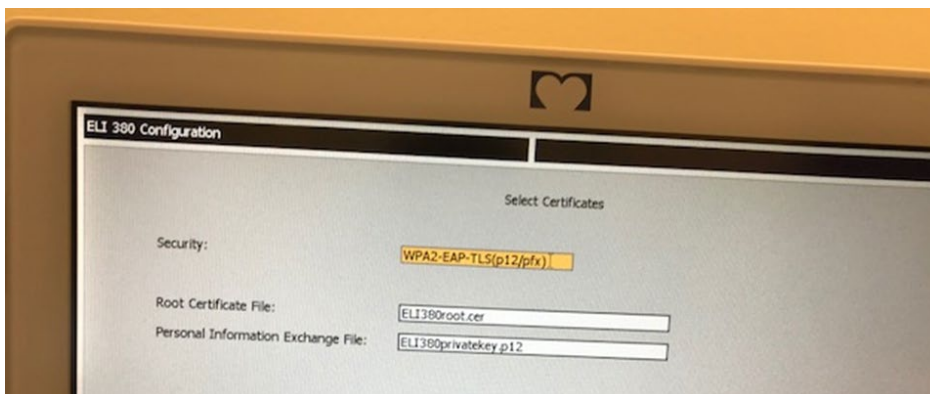 ELI 380 Configuration
Select Certificates
Security:
WPA2-EAP-TLS(p12/pfx)
Root Certificate File:
ELI380root.cer
Personal Information Exchange File:
ELI380privatekey.p12